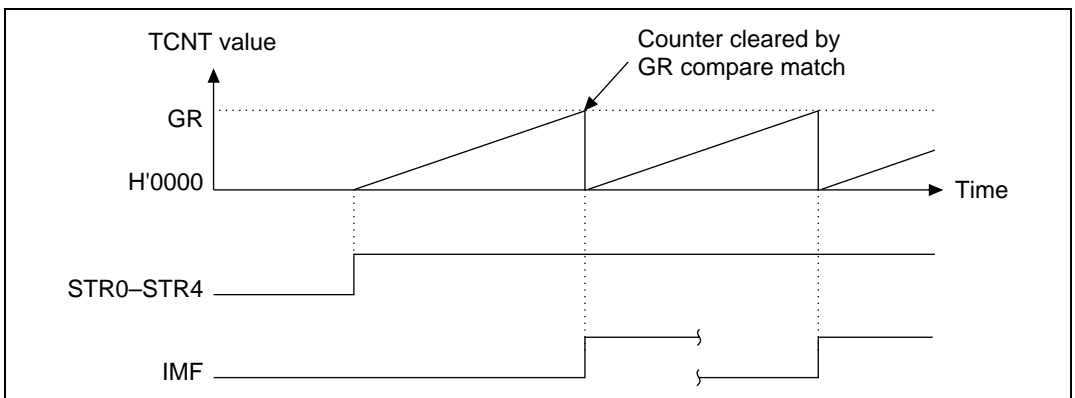 TCNT value
Counter cleared by
GR compare match
GR
H'0000
Time
STR0–STR4
IMF